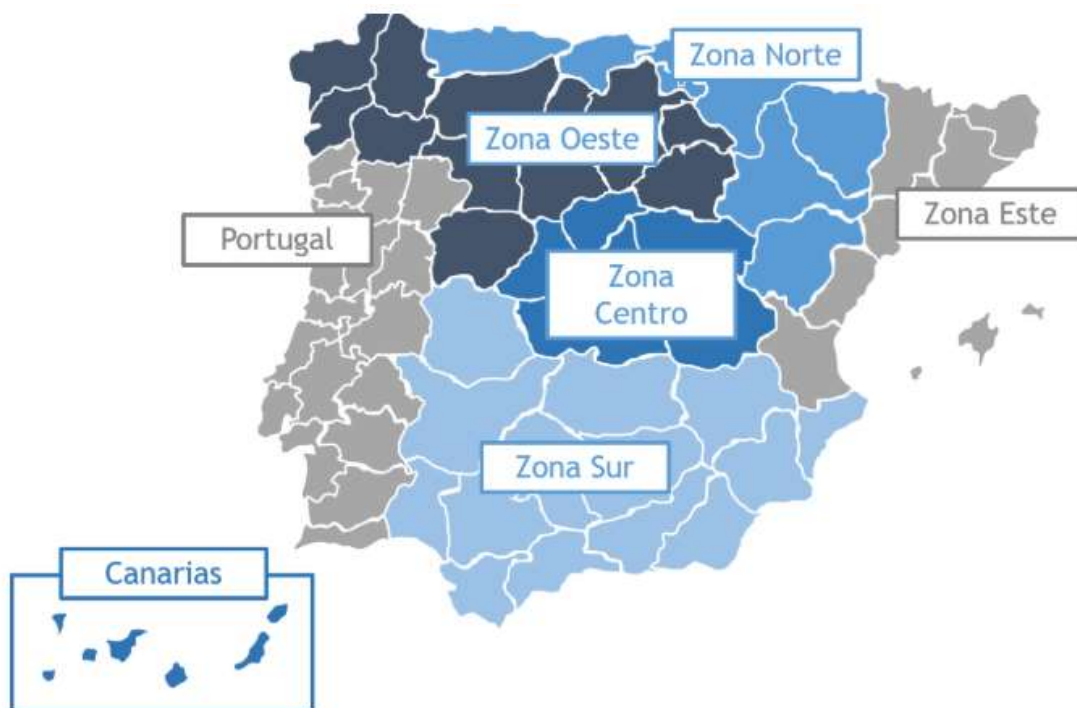 Zona Norte
Zona Oeste
Zona Este
Portugal
Zona
Centro
Zona Sur
Canarias